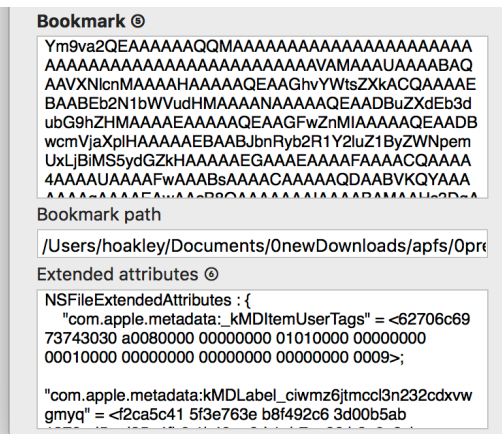 Bookmark ⑤
Ym9va2QEAAAAAAQQMAAAAAAAAAAAAAAAAAAAAAAA
AAAAAAAAAAAAAAAAAAAAAAAAAVAMAAAUAAAABAQ
AAVXNlcnMAAAAHAAAAAQEAAGhvYWtsZXkACQAAAAE
BAABEb2N1bWVudHMAAAANAAAAAQEAADBuZXdEb3d
ubG9hZHMAAAAEAAAAAQEAAGFwZnMIAAAAAQEAADB
wcmVjaXplHAAAAAEBAABJbnRyb2R1Y2luZ1ByZWNpem
UxLjBiMS5ydGZkHAAAAAEGAAAEAAAAFAAAACQAAAA
4AAAAUAAAAFwAAABsAAAACAAAAAQDAABVKQYAAA
Bookmark path
/Users/hoakley/Documents/0newDownloads/apfs/0pre
Extended attributes ⑥
NSFileExtendedAttributes : {
"com.apple.metadata:_kMDItemUserTags" = <62706c69
73743030 a0080000 00000000 01010000 00000000
00010000 00000000 00000000 00000000 0009>;
"com.apple.metadata:kMDLabel_ciwmz6jtmccl3n232cdxvw
gmyq" = <f2ca5c41 5f3e763e b8f492c6 3d00b5ab